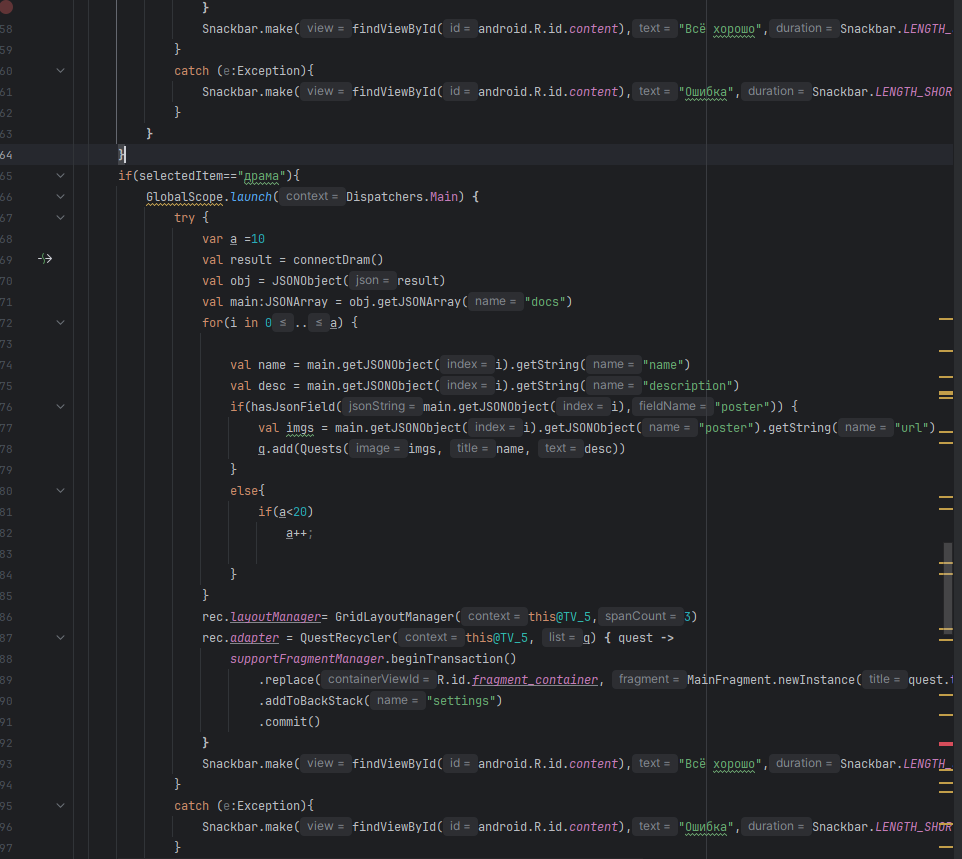 }
58 Snackbar.make( view = findViewById( id = android.R.id.content), text = "Всё хорошо", duration = Snackbar.LENGTH_
59 }
60 catch (e:Exception){
61 Snackbar.make( view = findViewById( id = android.R.id.content), text = "Ошибка", duration = Snackbar.LENGTH_SHOR
62 }
63 }
64 }
65 if(selectedItem=="драма"){
66 GlobalScope.launch( context = Dispatchers.Main) {
67 try {
68 var a =10
69 val result = connectDram()
70 val obj = JSONObject( json = result)
71 val main:JSONArray = obj.getJSONArray( name = "docs")
72 for(i in 0 ≤ .. ≤ a) {
73
74 val name = main.getJSONObject( index = i).getString( name = "name")
75 val desc = main.getJSONObject( index = i).getString( name = "description")
76 if(hasJsonField( jsonString = main.getJSONObject( index = i), fieldName = "poster")) {
77 val imgs = main.getJSONObject( index = i).getJSONObject( name = "poster").getString( name = "url")
78 g.add(Quests( image = imgs, title = name, text = desc))
79 }
80 else{
81 if(a<20)
82 a++;
83
84 }
85 }
86 rec.layoutManager= GridLayoutManager( context = this@TV_5, spanCount = 3)
87 rec.adapter = QuestRecycler( context = this@TV_5, list = g) { quest ->
88 supportFragmentManager.beginTransaction()
89 .replace( containerViewId = R.id.fragment_container, fragment = MainFragment.newInstance( title = quest.
90 .addToBackStack( name = "settings")
91 .commit()
92 }
93 Snackbar.make( view = findViewById( id = android.R.id.content), text = "Всё хорошо", duration = Snackbar.LENGTH_
94 }
95 catch (e:Exception){
96 Snackbar.make( view = findViewById( id = android.R.id.content), text = "Ошибка", duration = Snackbar.LENGTH_SHOR
97 }